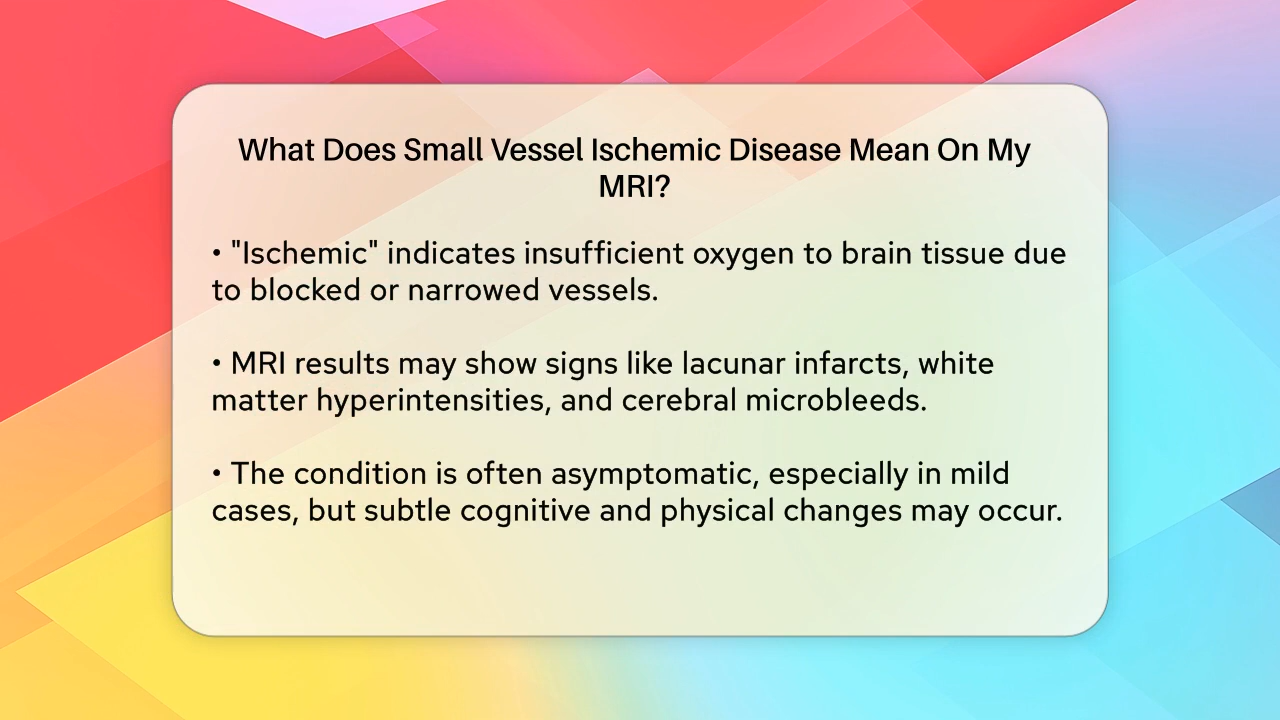 What Does Small Vessel Ischemic Disease Mean On My
MRI?
• "Ischemic" indicates insufficient oxygen to brain tissue due
to blocked or narrowed vessels.
• MRI results may show signs like lacunar infarcts, white
matter hyperintensities, and cerebral microbleeds.
• The condition is often asymptomatic, especially in mild
cases, but subtle cognitive and physical changes may occur.